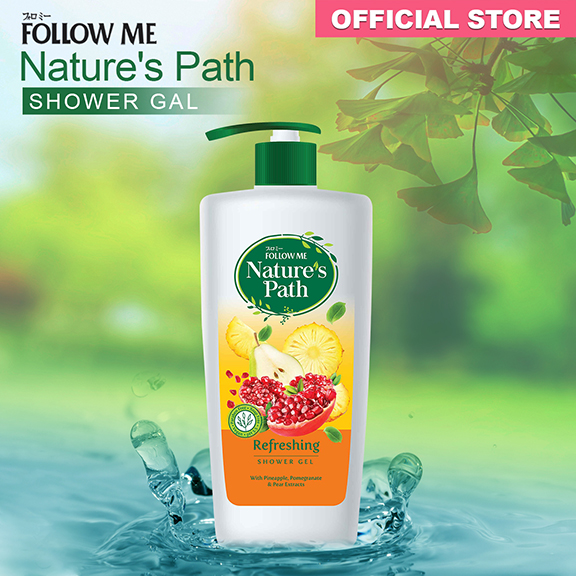 OFFICIAL STORE
フロミー
FOLLOW ME
Nature's Path
SHOWER GAL
フロミー
FOLLOW ME
Nature's
Path
Refreshing
SHOWER GEL
With Pineapple, Pomegranate
& Pear Extracts